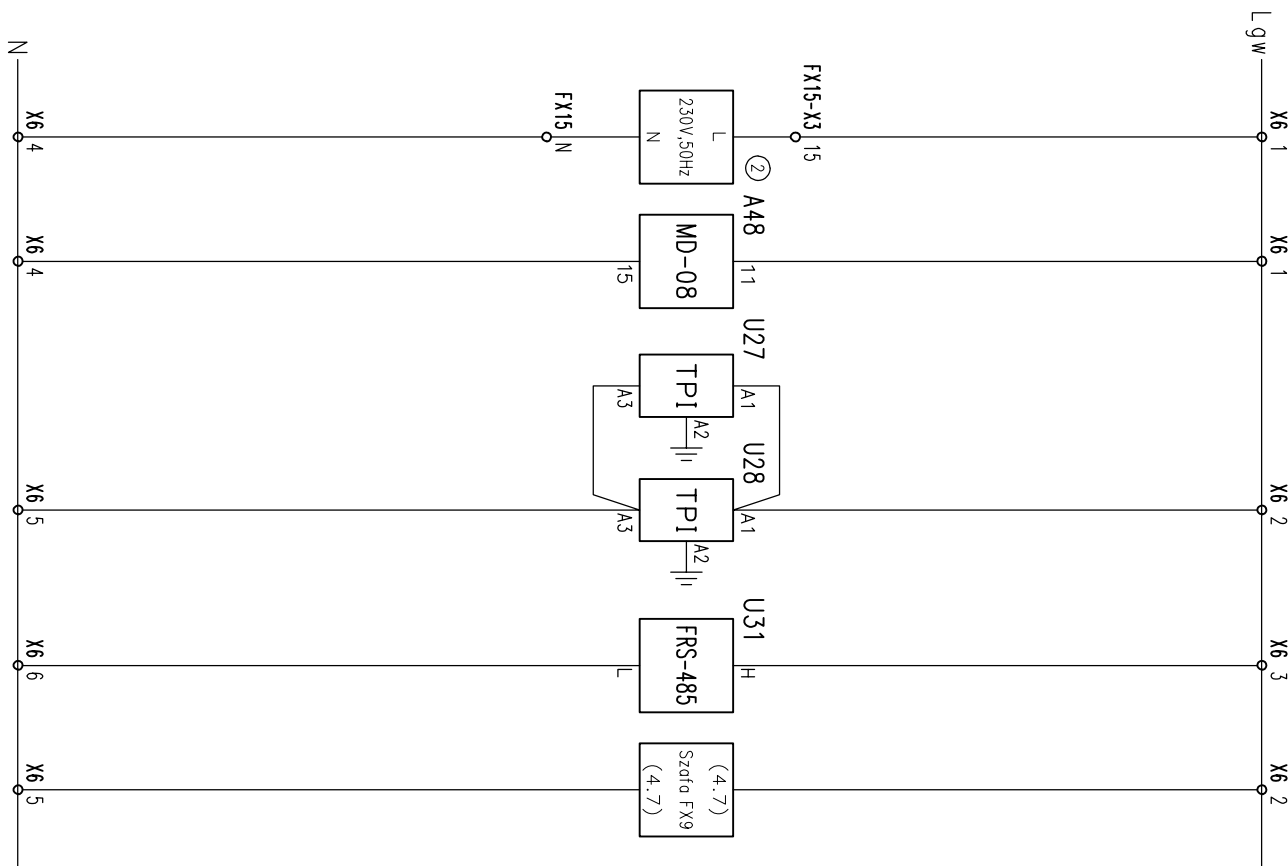 Lgw
X6 1
X6 1
X6 2
X6 3
X6 2
FX15-X3 15
L
230V,50Hz
N
FX15 N
X6 4
② A48
11
MD-08
15
X6 4
U27
A1
TPI
A2
A3
U28
A1
TPI
A2
A3
X6 5
U31
H
FRS-485
L
X6 6
(4.7)
Szafa FX9
(4.7)
X6 5
N